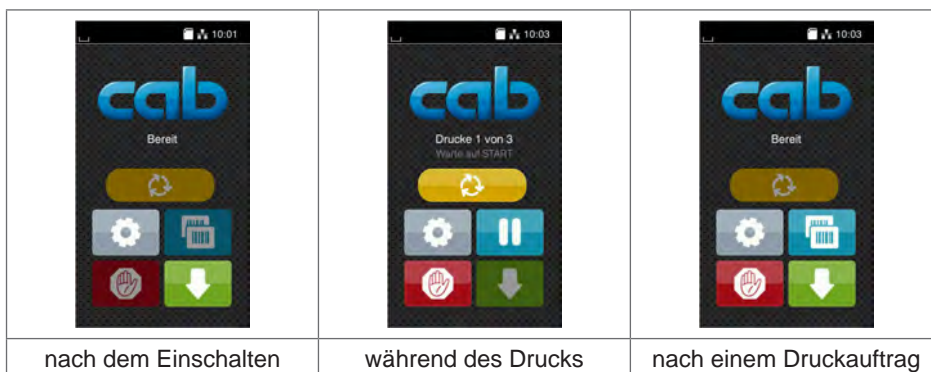 10:01
cab
Bereit
nach dem Einschalten
10:03
cab
Drucke 1 von 3
Warte auf START
während des Drucks
10:03
cab
Bereit
nach einem Druckauftrag